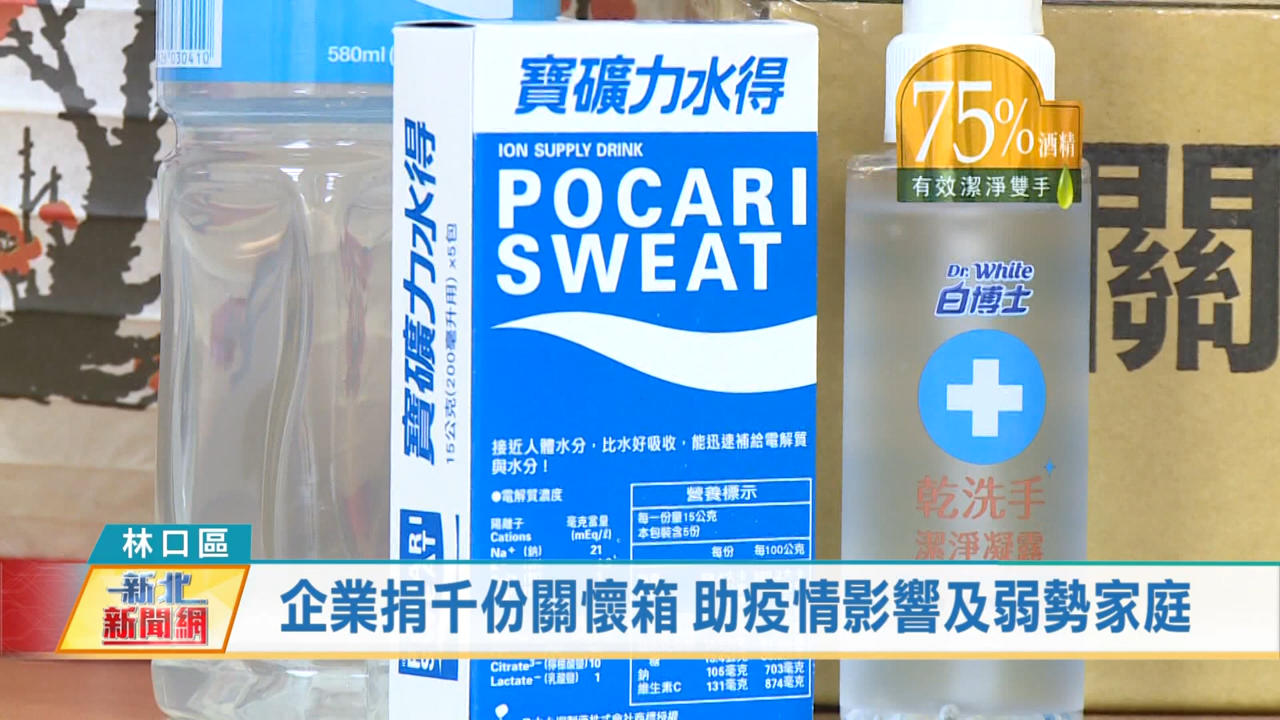 580ml
寶礦力水得
ION SUPPLY DRINK
POCARI
SWEAT
接近人體水分，比水好吸收，能迅速補給電解質
與水分！
●電解質濃度
陽離子
Cations
毫克當量
(mEq/ℓ)
Na⁺ (鈉)
21
營養標示
每一份量15公克
本包裝含5份
每份 每100公克
寶礦力水得
15公克(200毫升用) x5包
75%酒精
有效潔淨雙手
Dr. White
白博士
乾洗手
潔淨凝露
關
林口區
新北
新聞網
企業捐千份關懷箱 助疫情影響及弱勢家庭
Citrate³⁻ (檸檬酸鹽) 10
Lactate⁻ (乳酸鹽) 1
鈉 105毫克 703毫克
維生素C 131毫克 874毫克